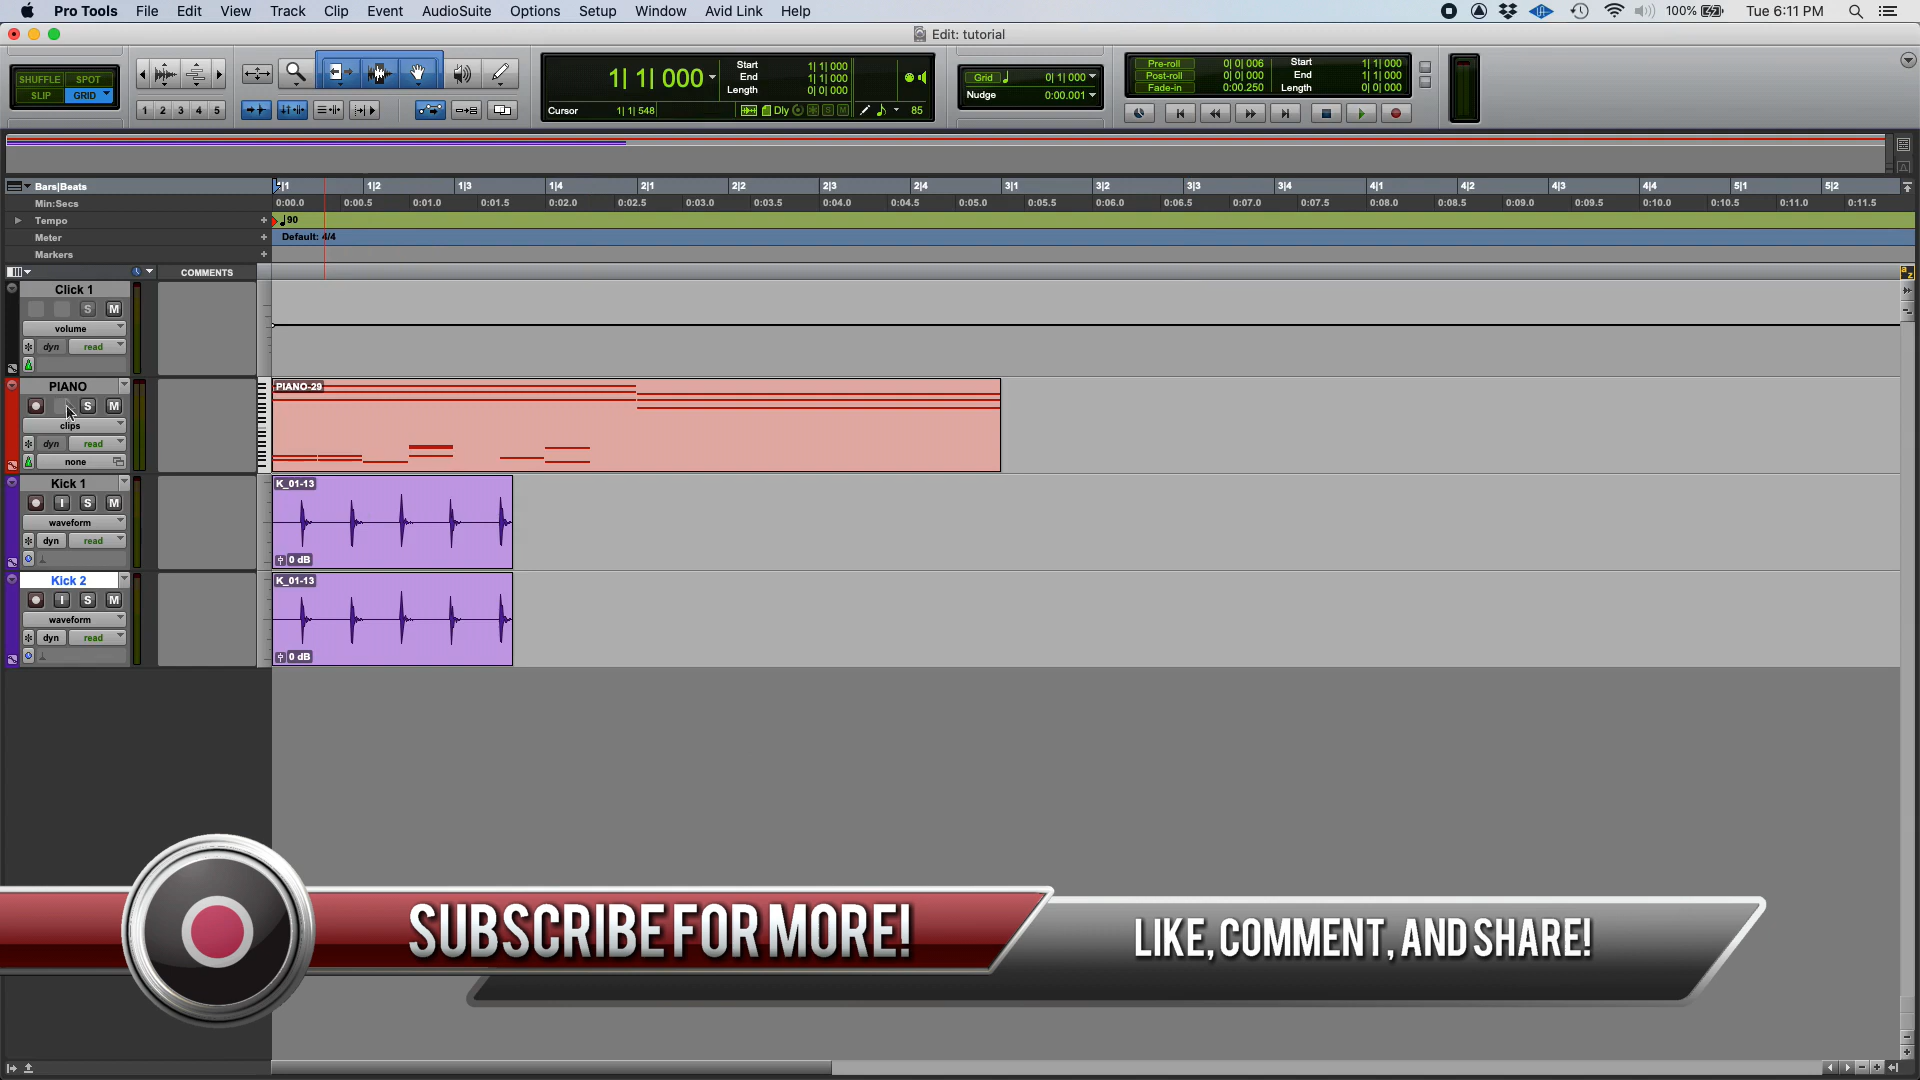 Pro Tools File Edit View Track Clip Event AudioSuite Options Setup Window Avid Link Help 100% Tue 6:11 PM
Edit: tutorial
SHUFFLE SPOT
SLIP GRID
1 2 3 4 5
1| 1| 000
Start 1| 1| 000
End 1| 1| 000
Length 0| 0| 000
Cursor 1| 1| 548
Dly S M 85
Grid 0| 1| 000
Nudge 0:00.001
Pre-roll 0| 0| 006
Post-roll 0| 0| 000
Fade-in 0:00.250
Start 1| 1| 000
End 1| 1| 000
Length 0| 0| 000
Bars|Beats 1|1 1|2 1|3 1|4 2|1 2|2 2|3 2|4 3|1 3|2 3|3 3|4 4|1 4|2 4|3 4|4 5|1 5|2
Min:Secs 0:00.0 0:00.5 0:01.0 0:01.5 0:02.0 0:02.5 0:03.0 0:03.5 0:04.0 0:04.5 0:05.0 0:05.5 0:06.0 0:06.5 0:07.0 0:07.5 0:08.0 0:08.5 0:09.0 0:09.5 0:10.0 0:10.5 0:11.0 0:11.5
Tempo + 90
Meter + Default: 4/4
Markers +
COMMENTS
a z
Click 1
S M
volume
dyn read
PIANO
S M
clips
dyn read
none
PIANO-29
Kick 1
I S M
waveform
dyn read
K_01-13
0 dB
Kick 2
I S M
waveform
dyn read
K_01-13
0 dB
SUBSCRIBE FOR MORE!
LIKE, COMMENT, AND SHARE!